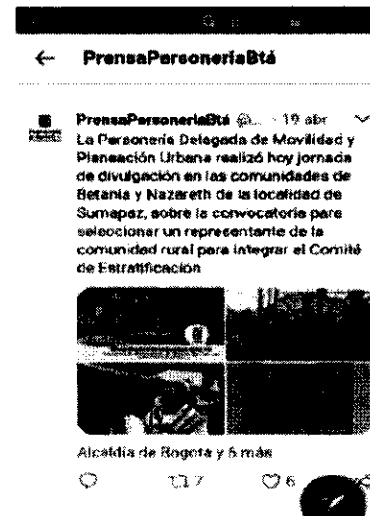 ← PrensaPersoneríaBtá
PrensaPersoneríaBtá @... · 19 abr
La Personería Delegada de Movilidad y
Planeación Urbana realizó hoy jornada
de divulgación en las comunidades de
Betania y Nazareth de la localidad de
Sumapaz, sobre la convocatoria para
seleccionar un representante de la
comunidad rural para integrar el Comité
de Estratificación
Alcaldía de Bogota y 6 más
7 6